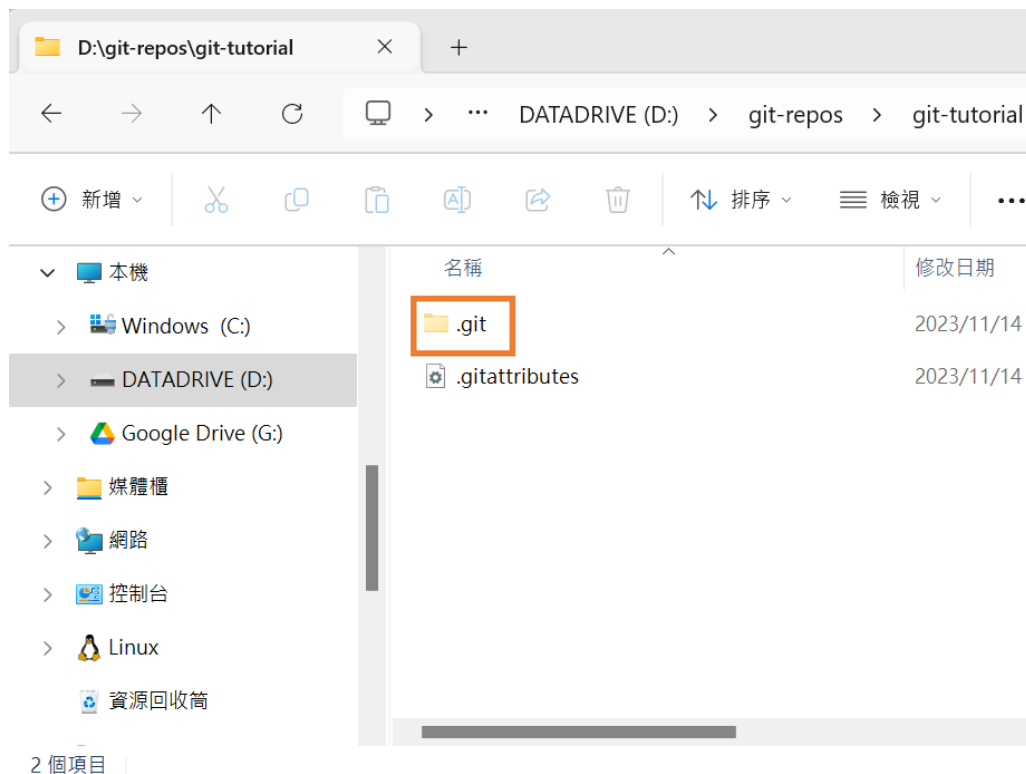 D:\git-repos\git-tutorial
DATADRIVE (D:) > git-repos > git-tutorial
新增 排序 檢視
名稱 修改日期
本機
Windows (C:)
DATADRIVE (D:)
Google Drive (G:)
媒體櫃
網路
控制台
Linux
資源回收筒
.git 2023/11/14
.gitattributes 2023/11/14
2 個項目